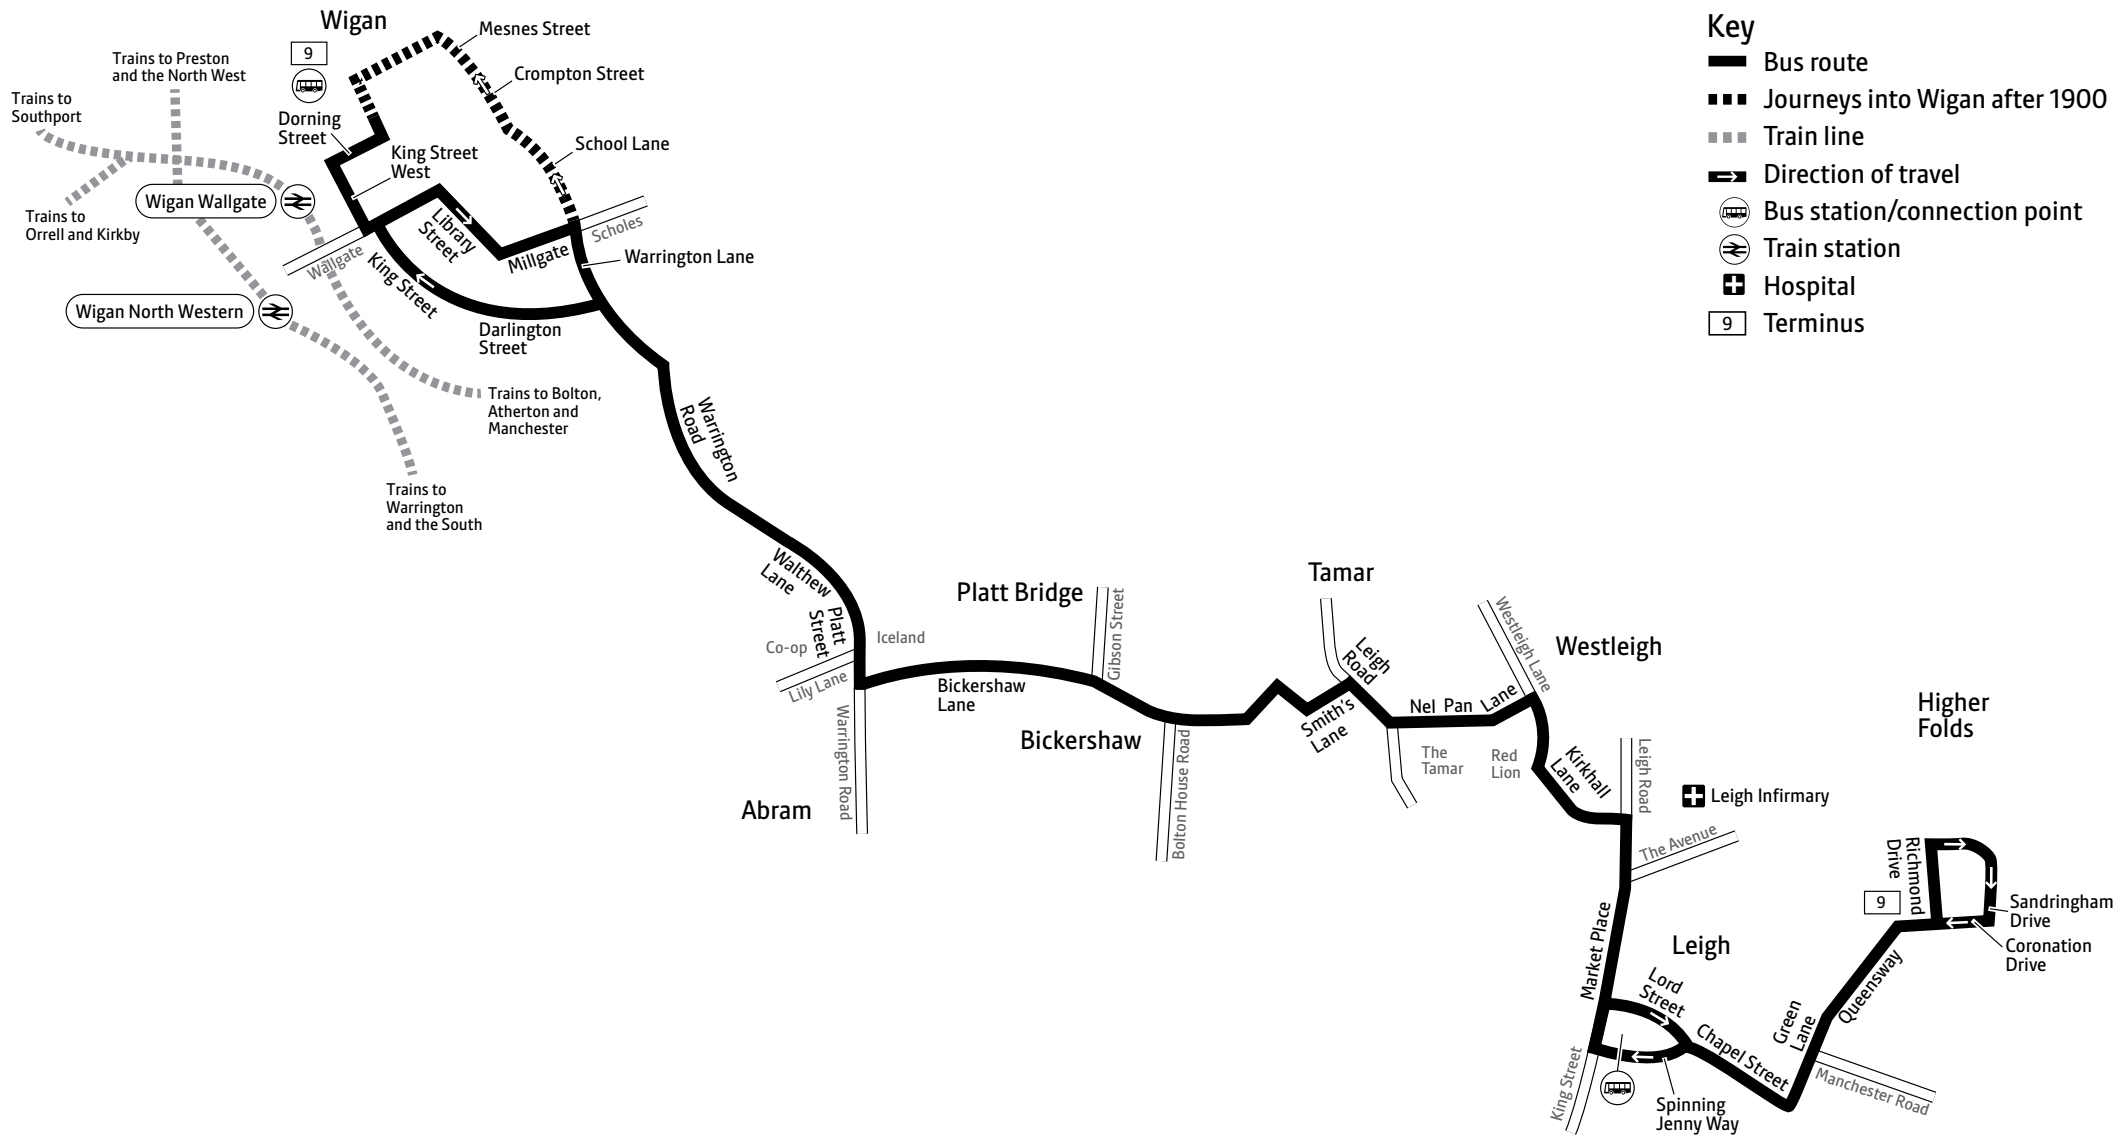 Wigan
9
Mesnes Street
Crompton Street
School Lane
Trains to Preston
and the North West
Trains to
Southport
Dorning
Street
King Street
West
Wigan Wallgate
Trains to
Orrell and Kirkby
Library
Street
Millgate
Scholes
Warrington Lane
Wallgate
King Street
Wigan North Western
Darlington
Street
Trains to Bolton,
Atherton and
Manchester
Trains to
Warrington
and the South
Warrington
Road
Walthew
Lane
Platt
Street
Co-op
Iceland
Lily Lane
Warrington Road
Abram
Platt Bridge
Gibson Street
Bickershaw
Lane
Bickershaw
Bolton House Road
Tamar
Leigh
Road
Smith's
Lane
Nel Pan Lane
The
Tamar
Red
Lion
Westleigh Lane
Westleigh
Kirkhall
Lane
Leigh Road
Leigh Infirmary
The Avenue
Market Place
Leigh
Lord
Street
King Street
Spinning
Jenny Way
Chapel Street
Green
Lane
Manchester Road
Queensway
Higher
Folds
Richmond
Drive
9
Sandringham
Drive
Coronation
Drive
Key
Bus route
Journeys into Wigan after 1900
Train line
Direction of travel
Bus station/connection point
Train station
Hospital
9 Terminus